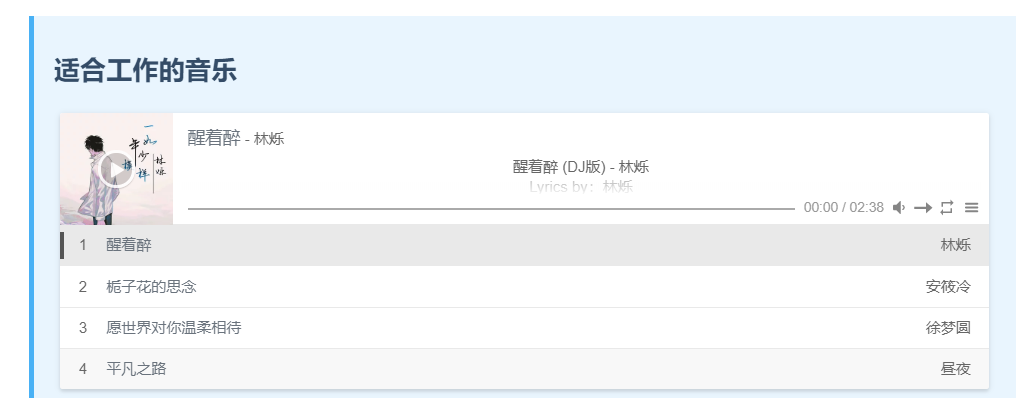 适合工作的音乐
一如
年少
模样
林烁
醒着醉 - 林烁
醒着醉 (DJ版) - 林烁
Lyrics by：林烁
00:00 / 02:38
1 醒着醉 林烁
2 栀子花的思念 安筱冷
3 愿世界对你温柔相待 徐梦圆
4 平凡之路 昼夜